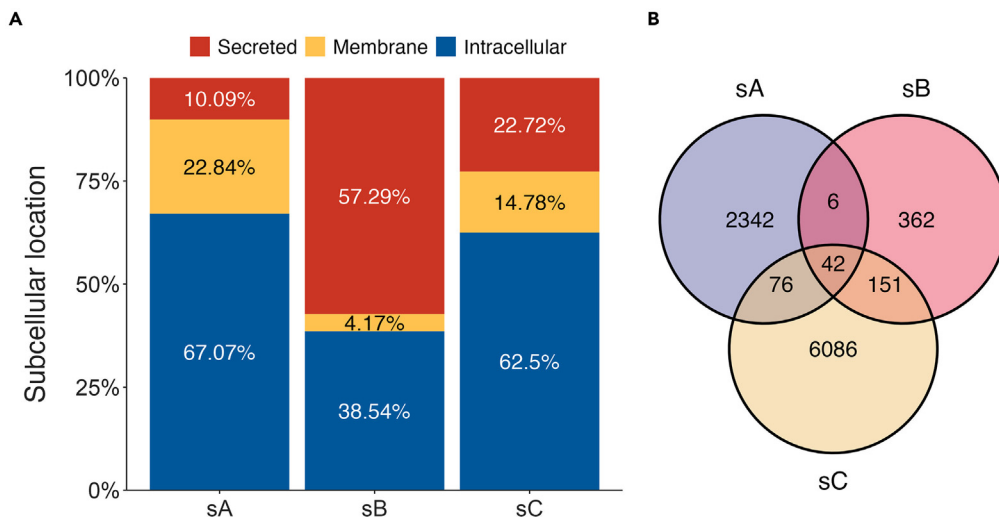 A
Secreted Membrane Intracellular
100%
75%
50%
25%
0%
Subcellular location
10.09%
22.84%
67.07%
57.29%
4.17%
38.54%
22.72%
14.78%
62.5%
sA sB sC
B
sA sB
2342 6 362
42
76 151
6086
sC